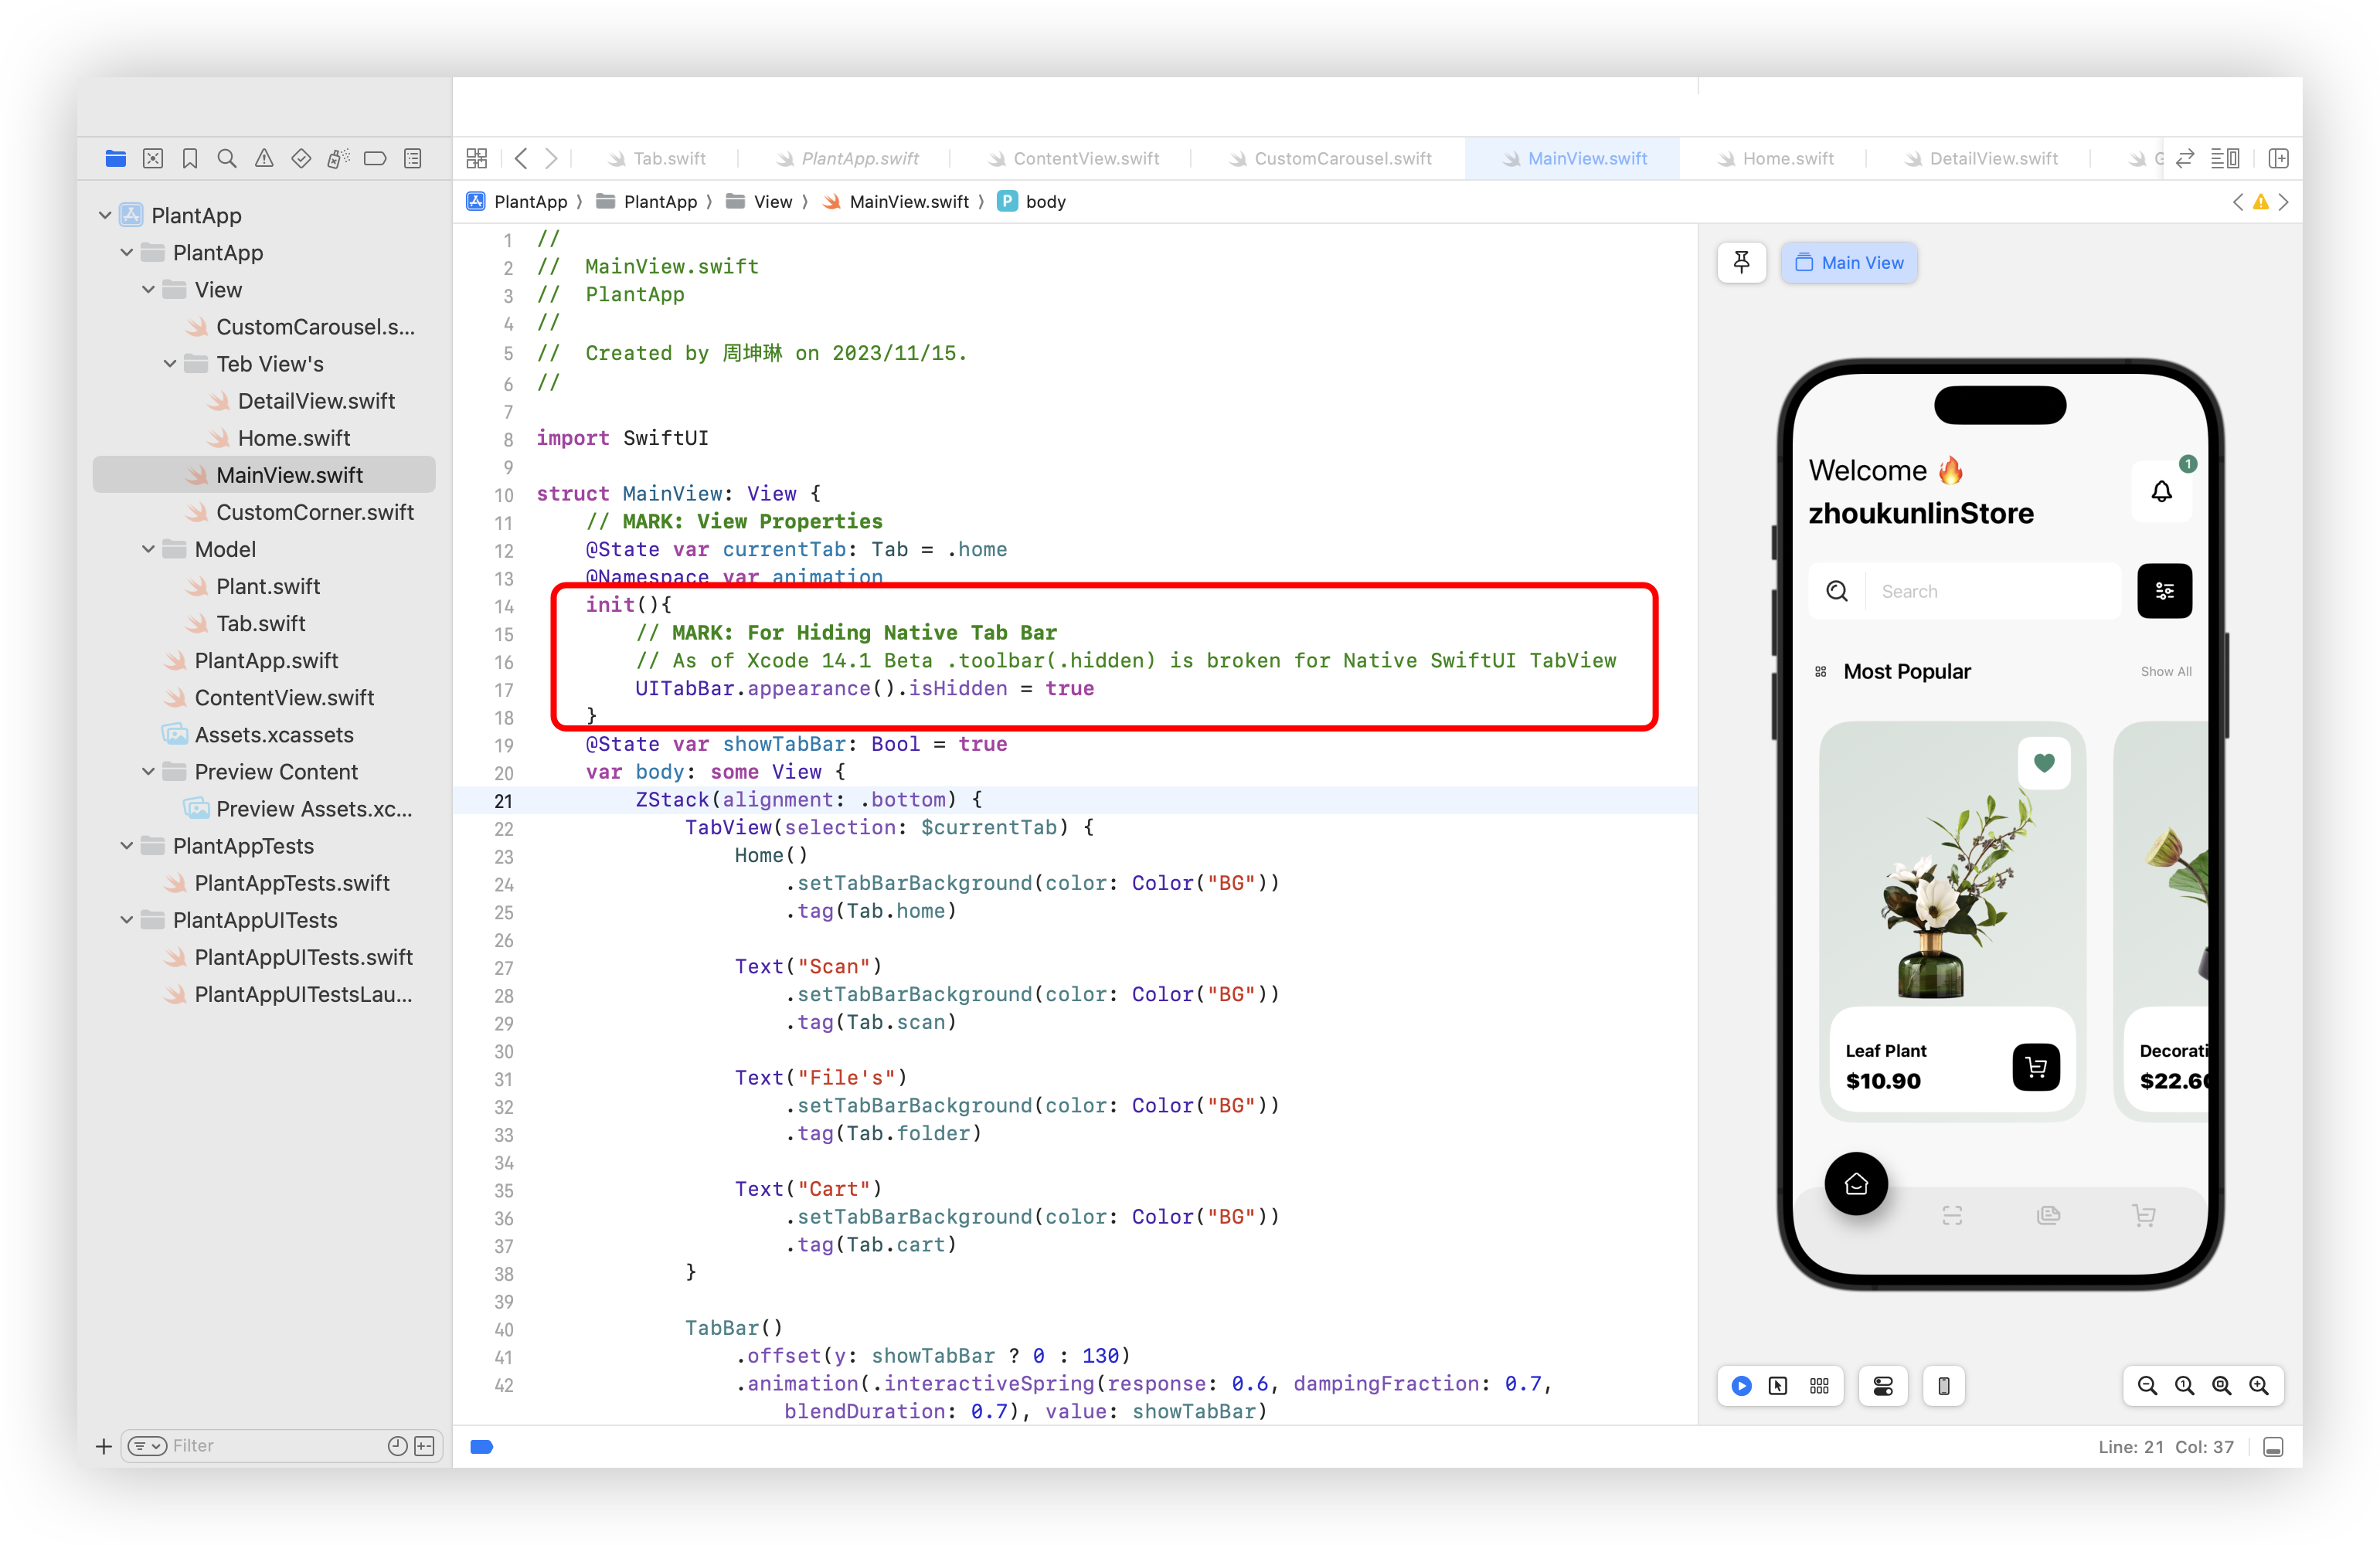 Tab.swift
PlantApp.swift
ContentView.swift
CustomCarousel.swift
MainView.swift
Home.swift
DetailView.swift
PlantApp 〉 PlantApp 〉 View 〉 MainView.swift 〉 P body
PlantApp
PlantApp
View
CustomCarousel.s...
Teb View's
DetailView.swift
Home.swift
MainView.swift
CustomCorner.swift
Model
Plant.swift
Tab.swift
PlantApp.swift
ContentView.swift
Assets.xcassets
Preview Content
Preview Assets.xc...
PlantAppTests
PlantAppTests.swift
PlantAppUITests
PlantAppUITests.swift
PlantAppUITestsLau...
Filter
1 //
2 //  MainView.swift
3 //  PlantApp
4 //
5 //  Created by 周坤琳 on 2023/11/15.
6 //
7
8 import SwiftUI
9
10 struct MainView: View {
11     // MARK: View Properties
12     @State var currentTab: Tab = .home
13     @Namespace var animation
14     init(){
15         // MARK: For Hiding Native Tab Bar
16         // As of Xcode 14.1 Beta .toolbar(.hidden) is broken for Native SwiftUI TabView
17         UITabBar.appearance().isHidden = true
18     }
19     @State var showTabBar: Bool = true
20     var body: some View {
21         ZStack(alignment: .bottom) {
22             TabView(selection: $currentTab) {
23                 Home()
24                     .setTabBarBackground(color: Color("BG"))
25                     .tag(Tab.home)
26
27                 Text("Scan")
28                     .setTabBarBackground(color: Color("BG"))
29                     .tag(Tab.scan)
30
31                 Text("File's")
32                     .setTabBarBackground(color: Color("BG"))
33                     .tag(Tab.folder)
34
35                 Text("Cart")
36                     .setTabBarBackground(color: Color("BG"))
37                     .tag(Tab.cart)
38             }
39
40             TabBar()
41                 .offset(y: showTabBar ? 0 : 130)
42                 .animation(.interactiveSpring(response: 0.6, dampingFraction: 0.7,
                    blendDuration: 0.7), value: showTabBar)
Main View
Welcome 🔥
zhoukunlinStore
1
Search
Most Popular
Show All
Leaf Plant
$10.90
Decorati
$22.60
Line: 21 Col: 37